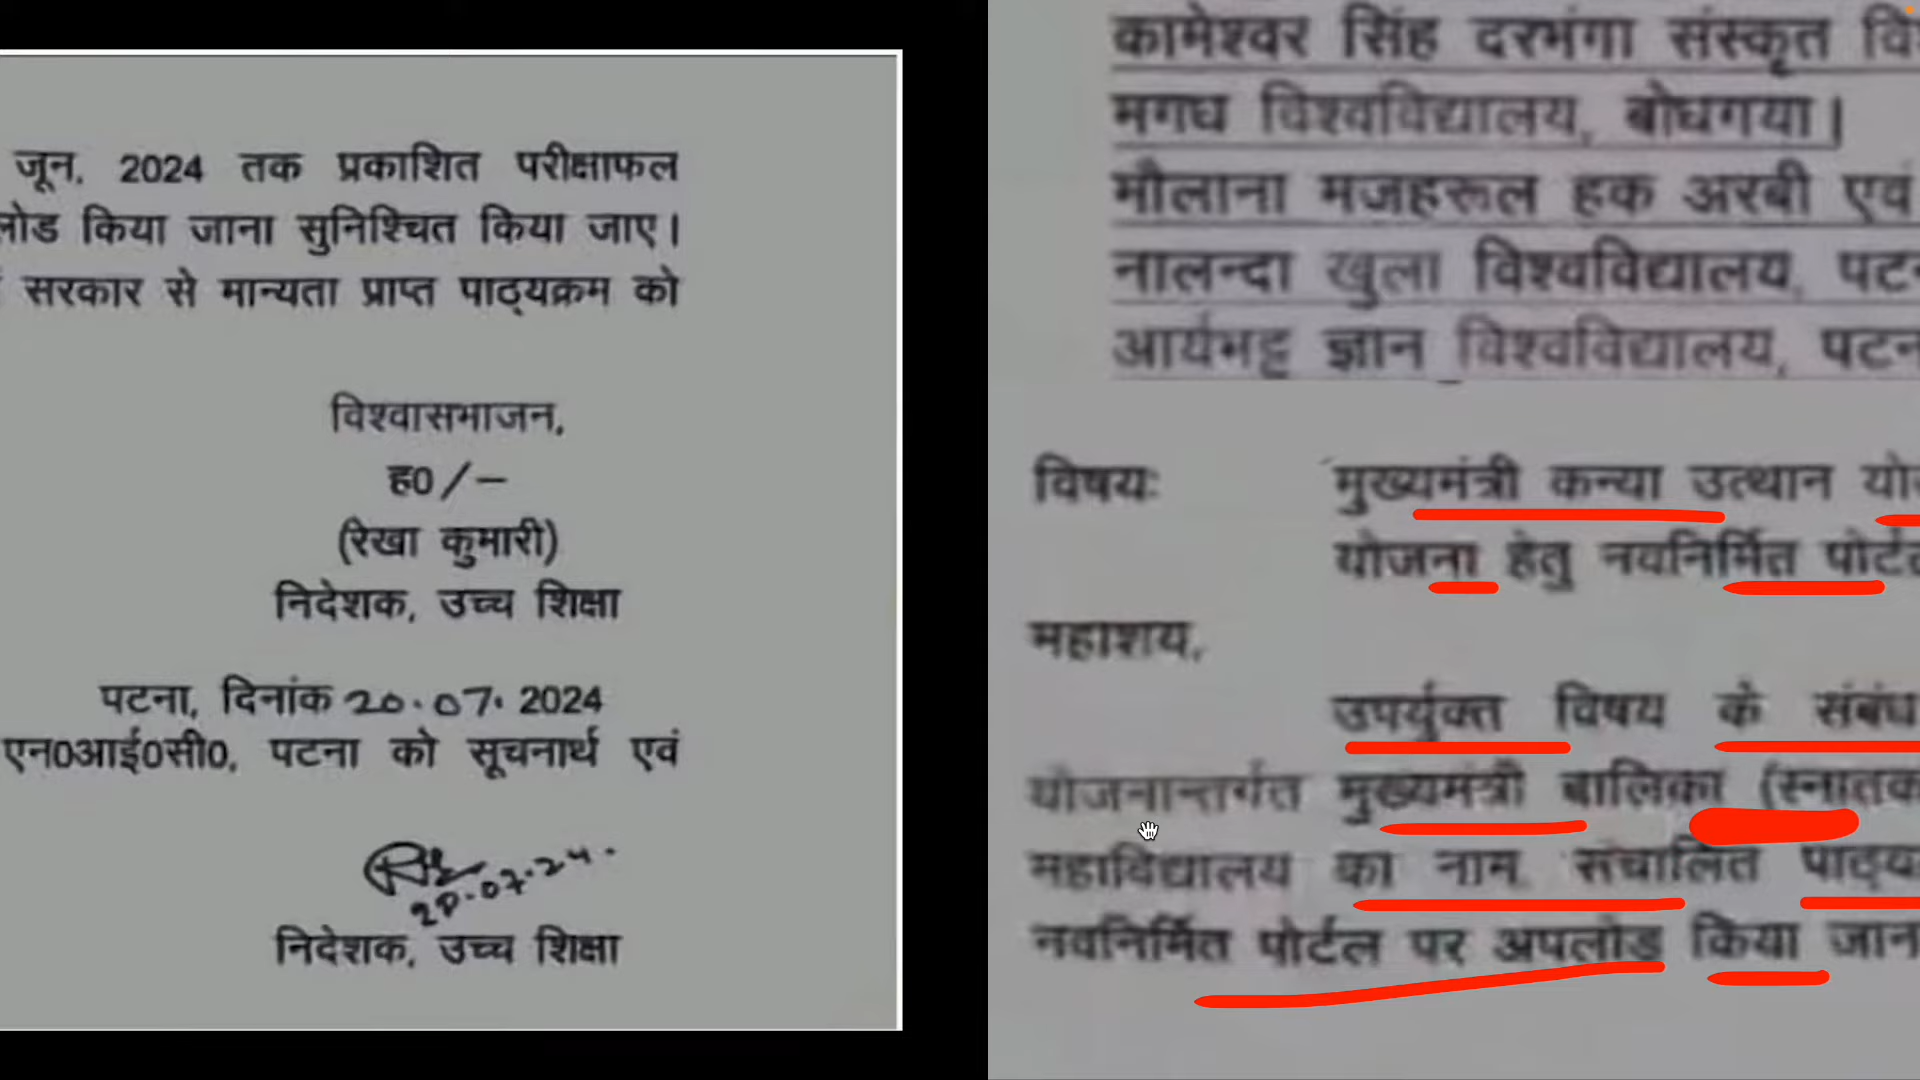 जून, 2024 तक प्रकाशित परीक्षाफल
लोड किया जाना सुनिश्चित किया जाए।
सरकार से मान्यता प्राप्त पाठ्यक्रम को
विश्वासभाजन,
ह0/–
(रेखा कुमारी)
निदेशक, उच्च शिक्षा
पटना, दिनांक 20.07. 2024
एन0आई0सी0, पटना को सूचनार्थ एवं
20.07.24.
निदेशक, उच्च शिक्षा
कामेश्वर सिंह दरभंगा संस्कृत
मगध विश्वविद्यालय, बोधगया।
मौलाना मजहरूल हक अरबी एवं
नालन्दा खुला विश्वविद्यालय, पटन
आर्यभट्ट ज्ञान विश्वविद्यालय, पटन
विषयः मुख्यमंत्री कन्या उत्थान
योजना हेतु नवनिर्मित पोर्टल
महाशय,
उपर्युक्त विषय के संबंध
योजनान्तर्गत मुख्यमंत्री बालिका (स्नातक
महाविद्यालय का नाम, संचालित पाठ्य
नवनिर्मित पोर्टल पर अपलोड किया जान